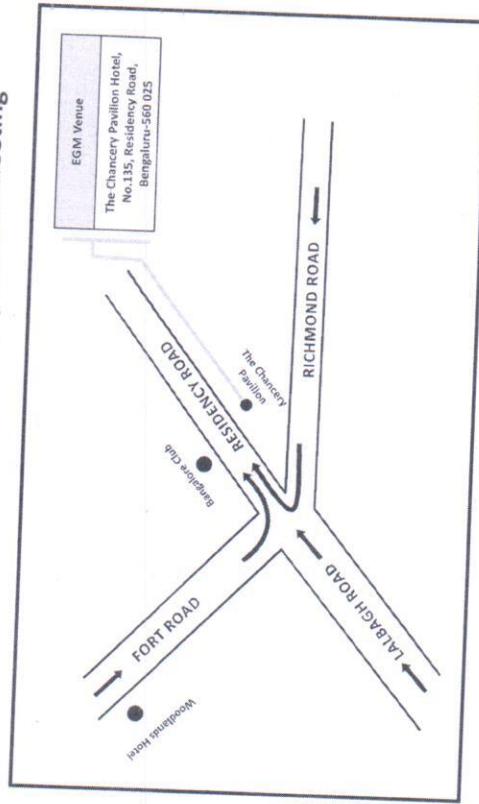 EGM Venue
The Chancery Pavilion Hotel,
No.135, Residency Road,
Bengaluru-560 025
RESIDENCY ROAD
The Chancery
Pavilion
Bangalore Club
RICHMOND ROAD
FORT ROAD
LALBAGH ROAD
Woodlands Hotel